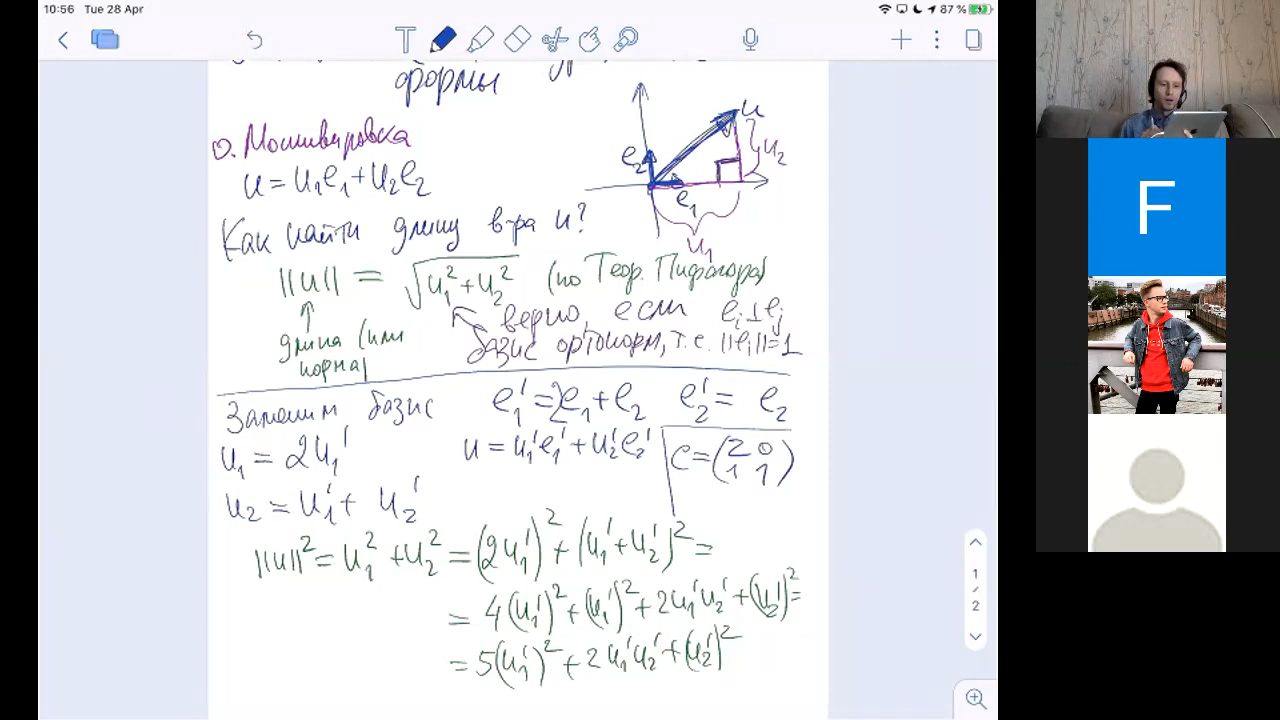 10:56 Tue 28 Apr
87 %
T
формы
0. Мотивировка
u = u₁e₁ + u₂e₂
u
e₂
u₂
e₁
u₁
Как найти длину в-ра u?
||u|| = √(u₁² + u₂²) (по Теор. Пифагора)
верно, если eᵢ ⊥ eⱼ
длина (или норма)
базис ортонорм, т.е. ||eᵢ|| = 1
Заменим базис e₁' = 2e₁ + e₂ e₂' = e₂
u₁ = 2u₁' u = u₁'e₁' + u₂'e₂' C = (2 0
1 1)
u₂ = u₁' + u₂'
||u||² = u₁² + u₂² = (2u₁')² + (u₁' + u₂')² =
= 4(u₁')² + (u₁')² + 2u₁'u₂' + (u₂')² =
= 5(u₁')² + 2u₁'u₂' + (u₂')²
1
/
2
F